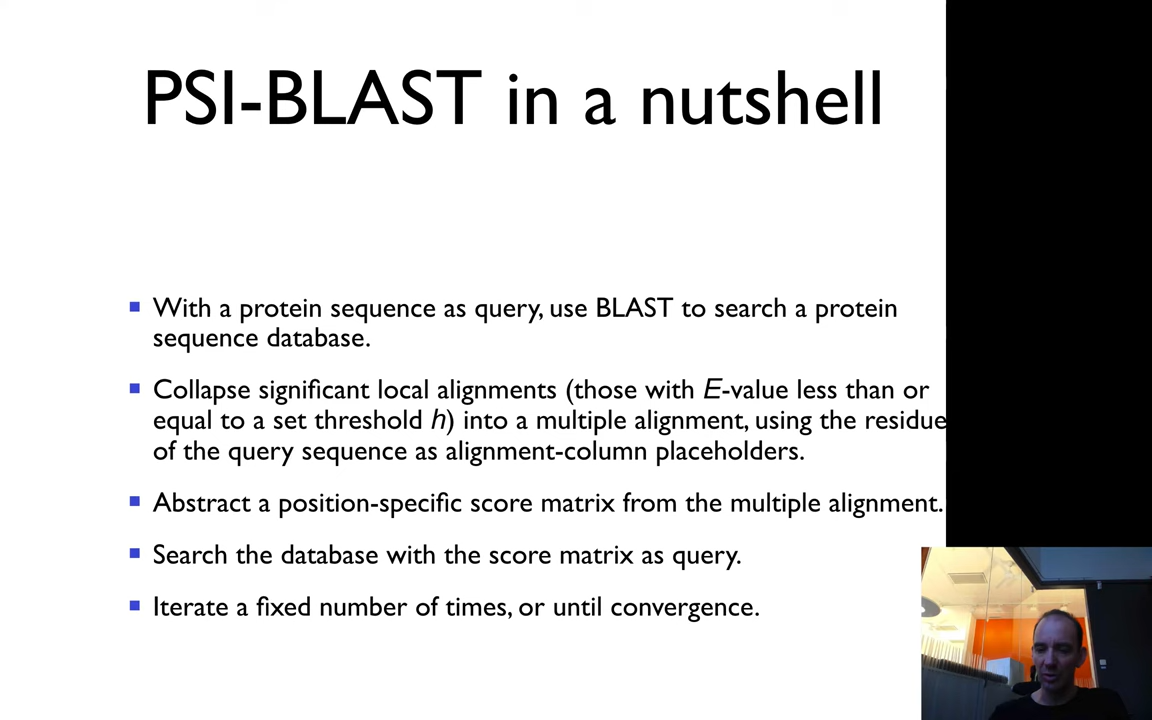 PSI-BLAST in a nutshell
With a protein sequence as query, use BLAST to search a protein
sequence database.
Collapse significant local alignments (those with E-value less than or
equal to a set threshold h) into a multiple alignment, using the residue
of the query sequence as alignment-column placeholders.
Abstract a position-specific score matrix from the multiple alignment.
Search the database with the score matrix as query.
Iterate a fixed number of times, or until convergence.